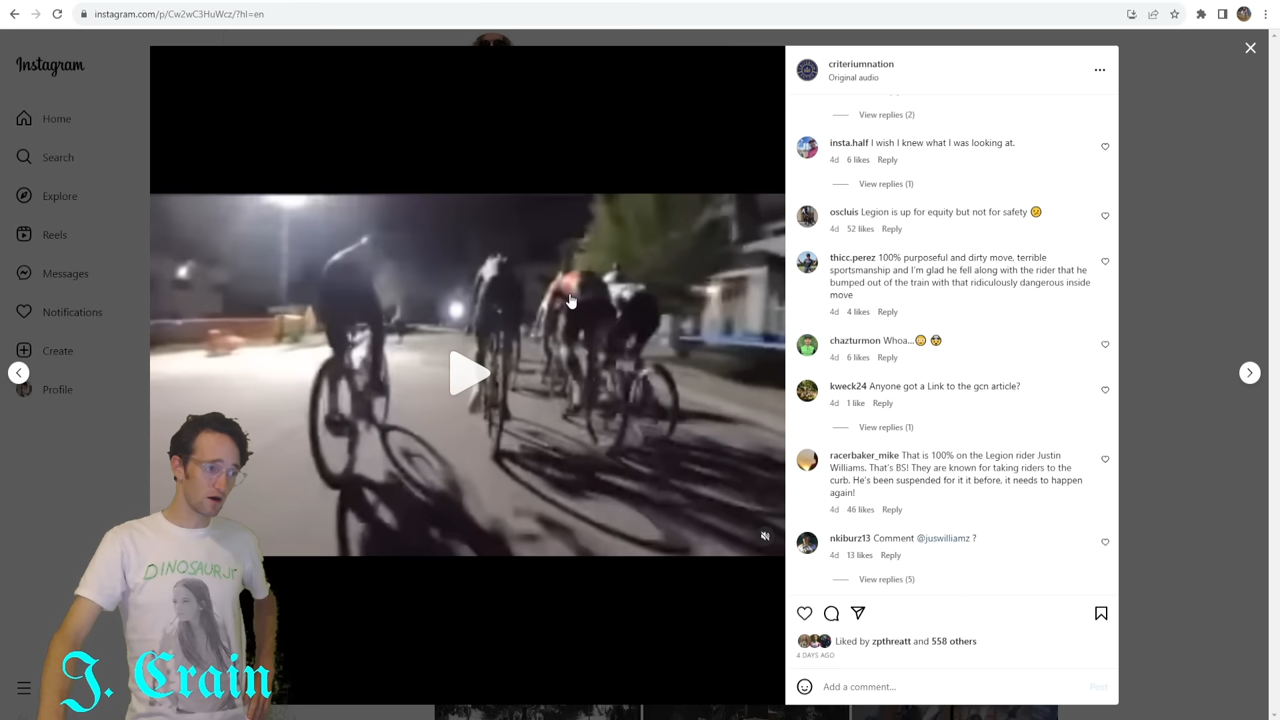 instagram.com/p/Cw2wC3HuWcz/?hl=en
Instagram
Home
Search
Explore
Reels
Messages
Notifications
Create
Profile
DINOSAUR JR
J. Crain
criteriumnation
Original audio
View replies (2)
insta.half I wish I knew what I was looking at.
4d 6 likes Reply
View replies (1)
oscluis Legion is up for equity but not for safety 🫤
4d 52 likes Reply
thicc.perez 100% purposeful and dirty move, terrible
sportsmanship and I'm glad he fell along with the rider that he
bumped out of the train with that ridiculously dangerous inside
move
4d 4 likes Reply
chazturmon Whoa...😳 🤯
4d 6 likes Reply
kweck24 Anyone got a Link to the gcn article?
4d 1 like Reply
View replies (1)
racerbaker_mike That is 100% on the Legion rider Justin
Williams. That's BS! They are known for taking riders to the
curb. He's been suspended for it it before, it needs to happen
again!
4d 46 likes Reply
nkiburz13 Comment @juswilliamz ?
4d 13 likes Reply
View replies (5)
Liked by zpthreatt and 558 others
4 DAYS AGO
Add a comment...
Post